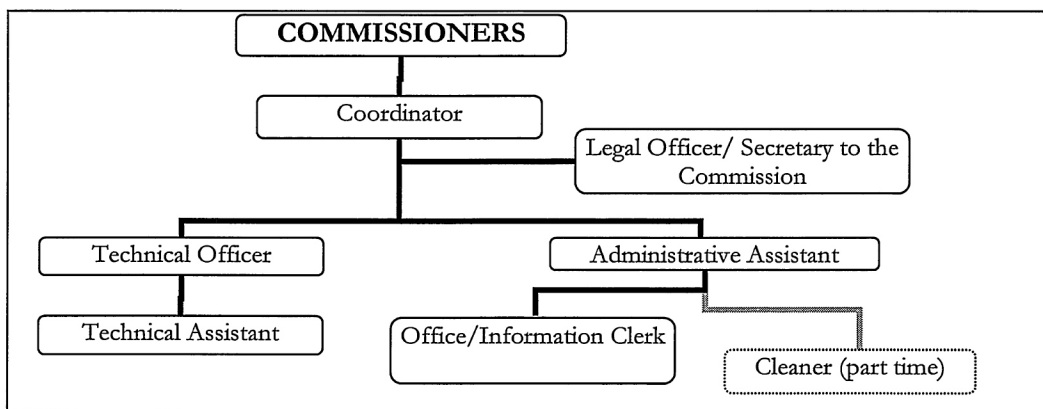 COMMISSIONERS
Coordinator
Legal Officer/ Secretary to the
Commission
Technical Officer
Administrative Assistant
Technical Assistant
Office/Information Clerk
Cleaner (part time)